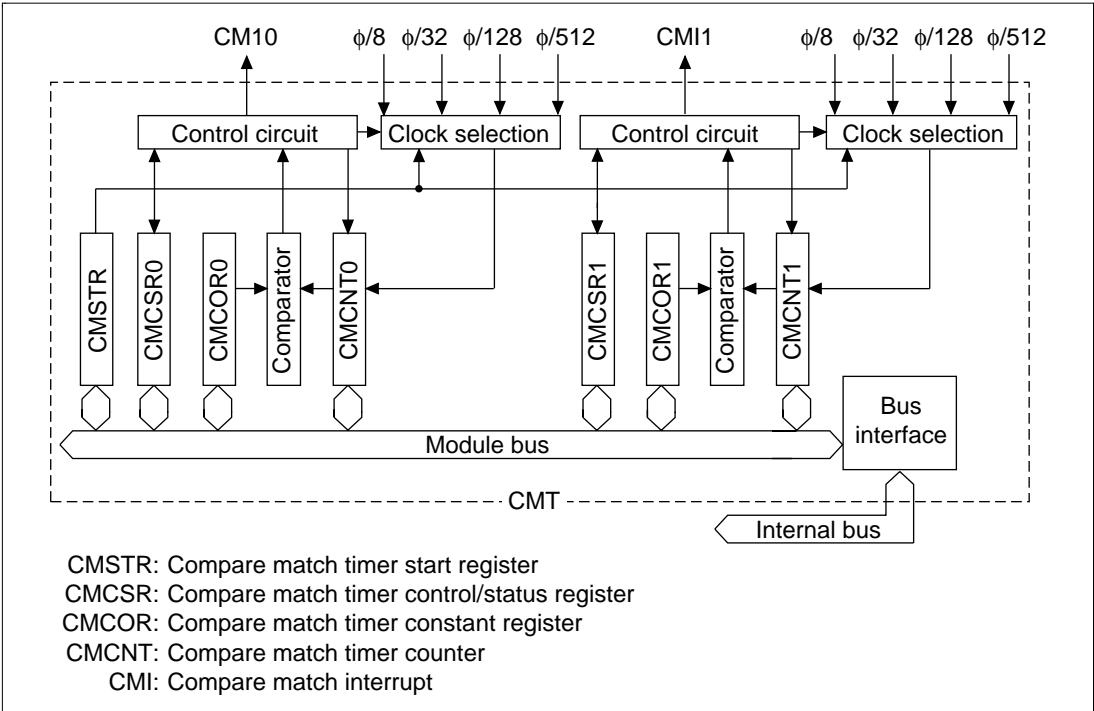 CM10 ϕ/8 ϕ/32 ϕ/128 ϕ/512 CMI1 ϕ/8 ϕ/32 ϕ/128 ϕ/512
Control circuit Clock selection Control circuit Clock selection
CMSTR
CMCSR0
CMCOR0
Comparator
CMCNT0
CMCSR1
CMCOR1
Comparator
CMCNT1
Bus
interface
Module bus
CMT
Internal bus
CMSTR: Compare match timer start register
CMCSR: Compare match timer control/status register
CMCOR: Compare match timer constant register
CMCNT: Compare match timer counter
CMI: Compare match interrupt